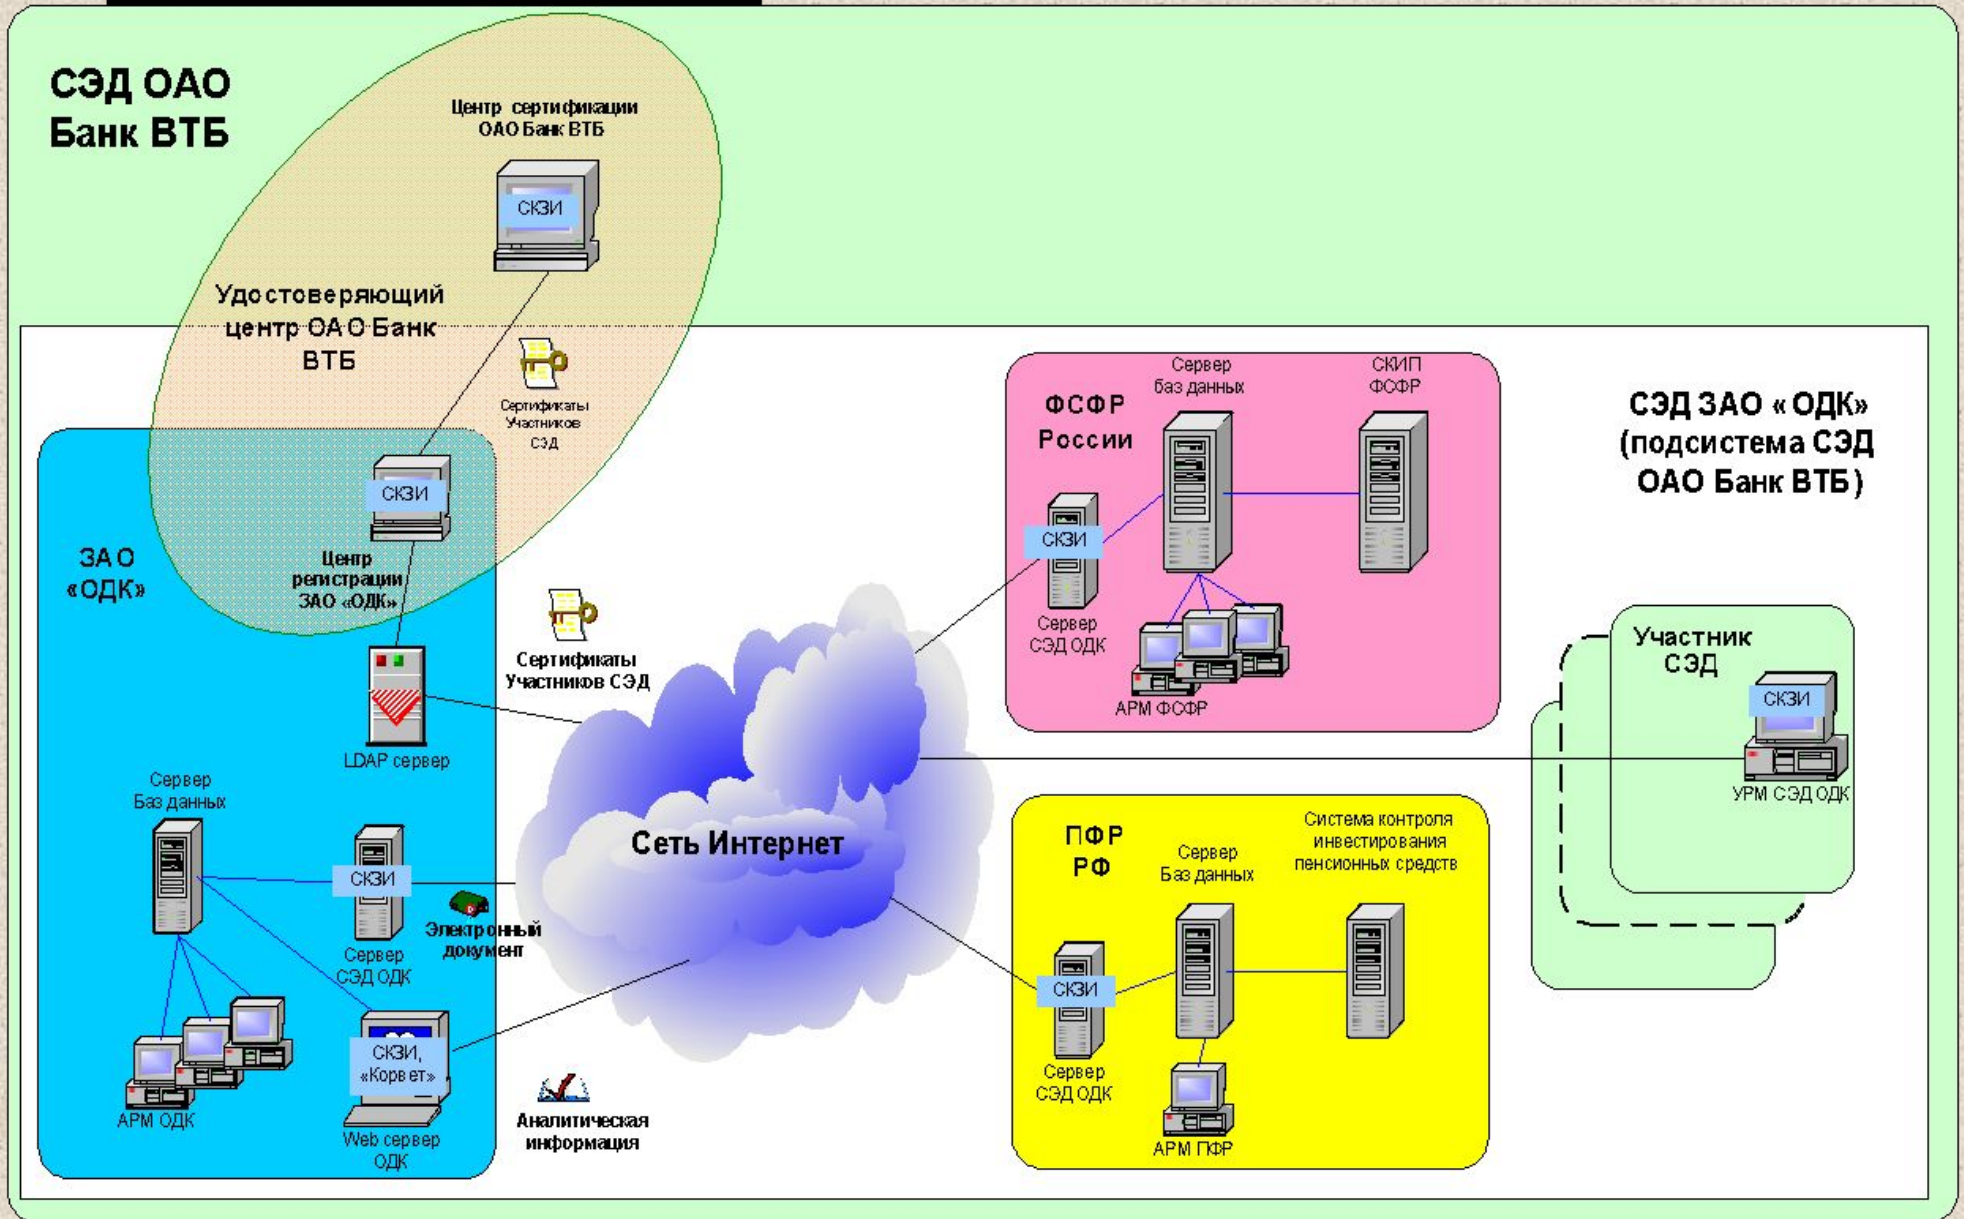 СЭД ОАО
Банк ВТБ
Центр сертификации
ОАО Банк ВТБ
СКЗИ
Удостоверяющий
центр ОАО Банк
ВТБ
Сертификаты
Участников
СЭД
ЗАО
«ОДК»
СКЗИ
Центр
регистрации
ЗАО «ОДК»
Сертификаты
Участников СЭД
LDAP сервер
Сервер
Баз данных
СКЗИ
Сервер
СЭД ОДК
Электронный
документ
АРМ ОДК
СКЗИ,
«Корвет»
Web сервер
ОДК
Аналитическая
информация
Сеть Интернет
ФСФР
России
Сервер
баз данных
СКИП
ФСФР
СКЗИ
Сервер
СЭД ОДК
АРМ ФСФР
СЭД ЗАО «ОДК»
(подсистема СЭД
ОАО Банк ВТБ)
Участник
СЭД
СКЗИ
УРМ СЭД ОДК
ПФР
РФ
Сервер
Баз данных
Система контроля
инвестирования
пенсионных средств
СКЗИ
Сервер
СЭД ОДК
АРМ ПФР